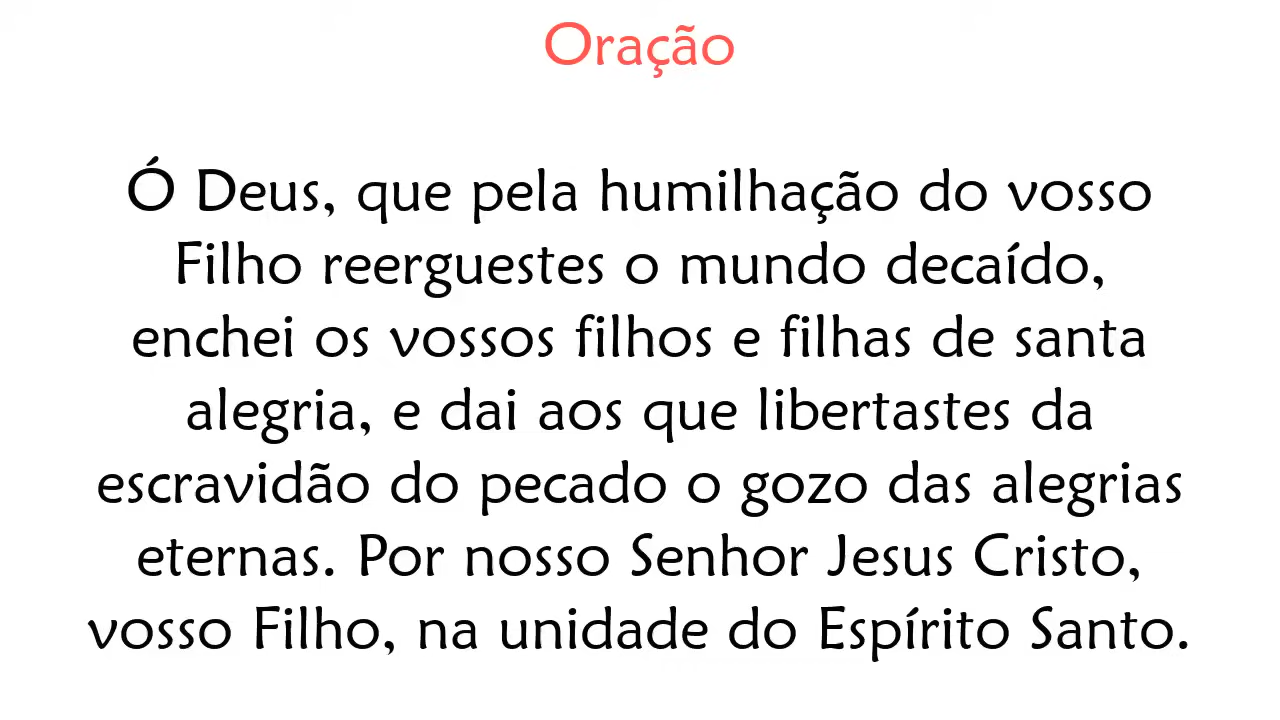 Oração
Ó Deus, que pela humilhação do vosso
Filho reerguestes o mundo decaído,
enchei os vossos filhos e filhas de santa
alegria, e dai aos que libertastes da
escravidão do pecado o gozo das alegrias
eternas. Por nosso Senhor Jesus Cristo,
vosso Filho, na unidade do Espírito Santo.